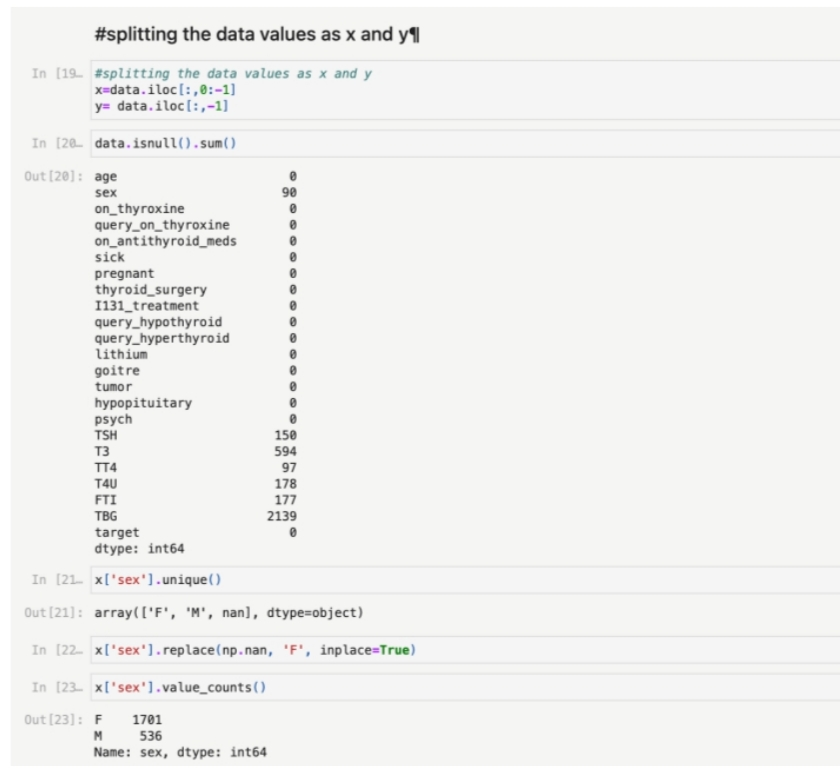 #splitting the data values as x and y¶
In [19… #splitting the data values as x and y
x=data.iloc[:,0:-1]
y= data.iloc[:,-1]
In [20… data.isnull().sum()
Out[20]: age 0
sex 90
on_thyroxine 0
query_on_thyroxine 0
on_antithyroid_meds 0
sick 0
pregnant 0
thyroid_surgery 0
I131_treatment 0
query_hypothyroid 0
query_hyperthyroid 0
lithium 0
goitre 0
tumor 0
hypopituitary 0
psych 0
TSH 150
T3 594
TT4 97
T4U 178
FTI 177
TBG 2139
target 0
dtype: int64
In [21… x['sex'].unique()
Out[21]: array(['F', 'M', nan], dtype=object)
In [22… x['sex'].replace(np.nan, 'F', inplace=True)
In [23… x['sex'].value_counts()
Out[23]: F 1701
M 536
Name: sex, dtype: int64